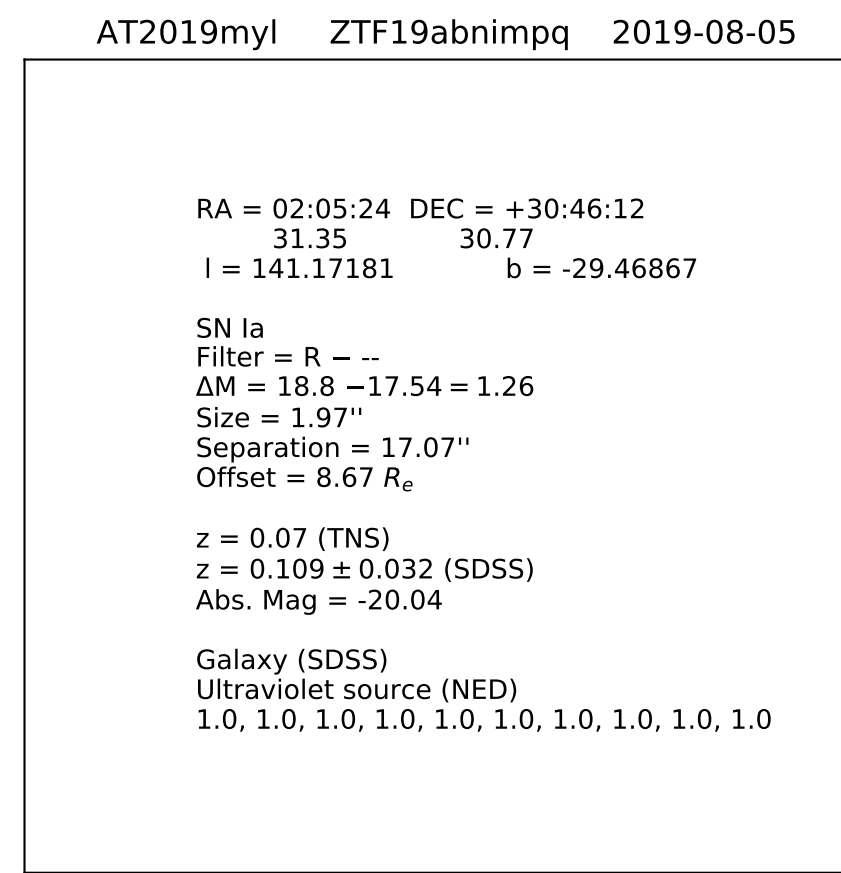 AT2019myl ZTF19abnimpq 2019-08-05
RA = 02:05:24 DEC = +30:46:12
31.35 30.77
l = 141.17181 b = -29.46867
SN Ia
Filter = R − --
ΔM = 18.8 −17.54 = 1.26
Size = 1.97''
Separation = 17.07''
Offset = 8.67 Rₑ
z = 0.07 (TNS)
z = 0.109 ± 0.032 (SDSS)
Abs. Mag = -20.04
Galaxy (SDSS)
Ultraviolet source (NED)
1.0, 1.0, 1.0, 1.0, 1.0, 1.0, 1.0, 1.0, 1.0, 1.0